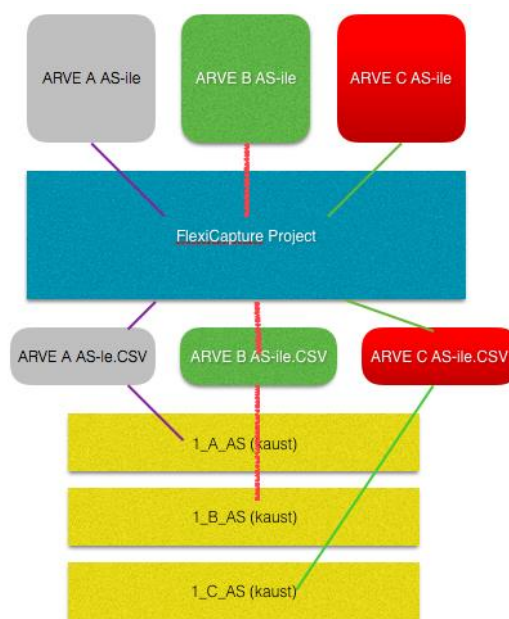 ARVE A AS-ile
ARVE B AS-ile
ARVE C AS-ile
FlexiCapture Project
ARVE A AS-le.CSV
ARVE B AS-ile.CSV
ARVE C AS-ile.CSV
1_A_AS (kaust)
1_B_AS (kaust)
1_C_AS (kaust)